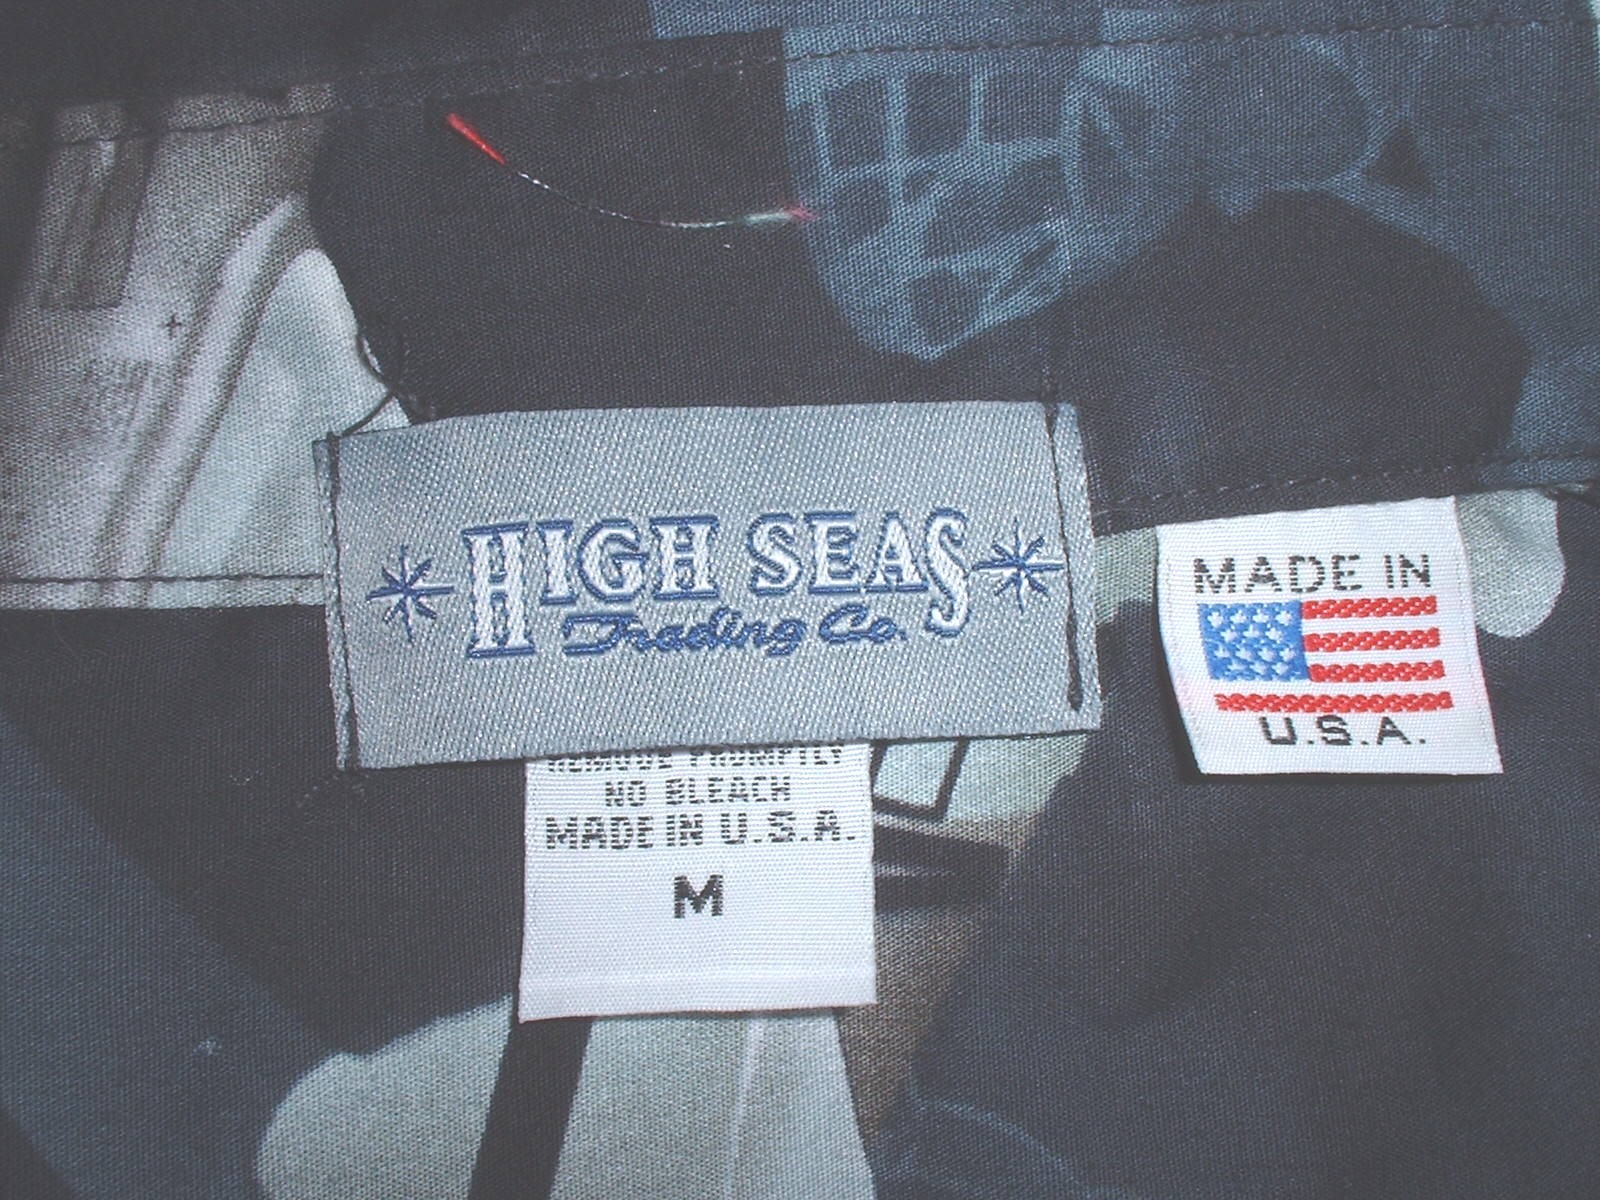 HIGH SEAS
Trading Co.
MADE IN
U.S.A.
REMOVE PROMPTLY
NO BLEACH
MADE IN U.S.A.
M